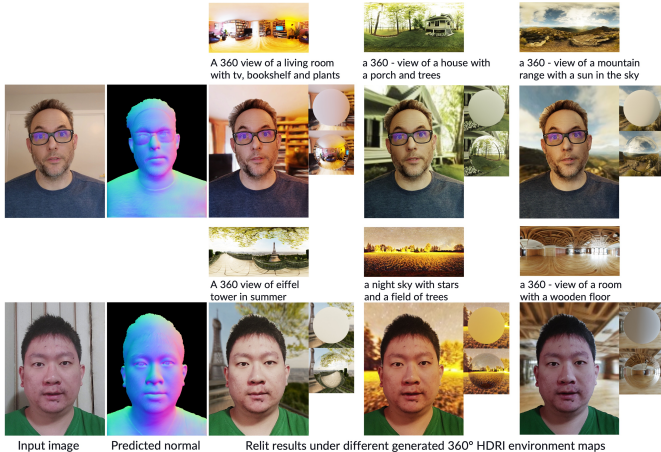 A 360 view of a living room
with tv, bookshelf and plants
a 360 - view of a house with
a porch and trees
a 360 - view of a mountain
range with a sun in the sky
A 360 view of eiffel
tower in summer
a night sky with stars
and a field of trees
a 360 - view of a room
with a wooden floor
Input image
Predicted normal
Relit results under different generated 360° HDRI environment maps